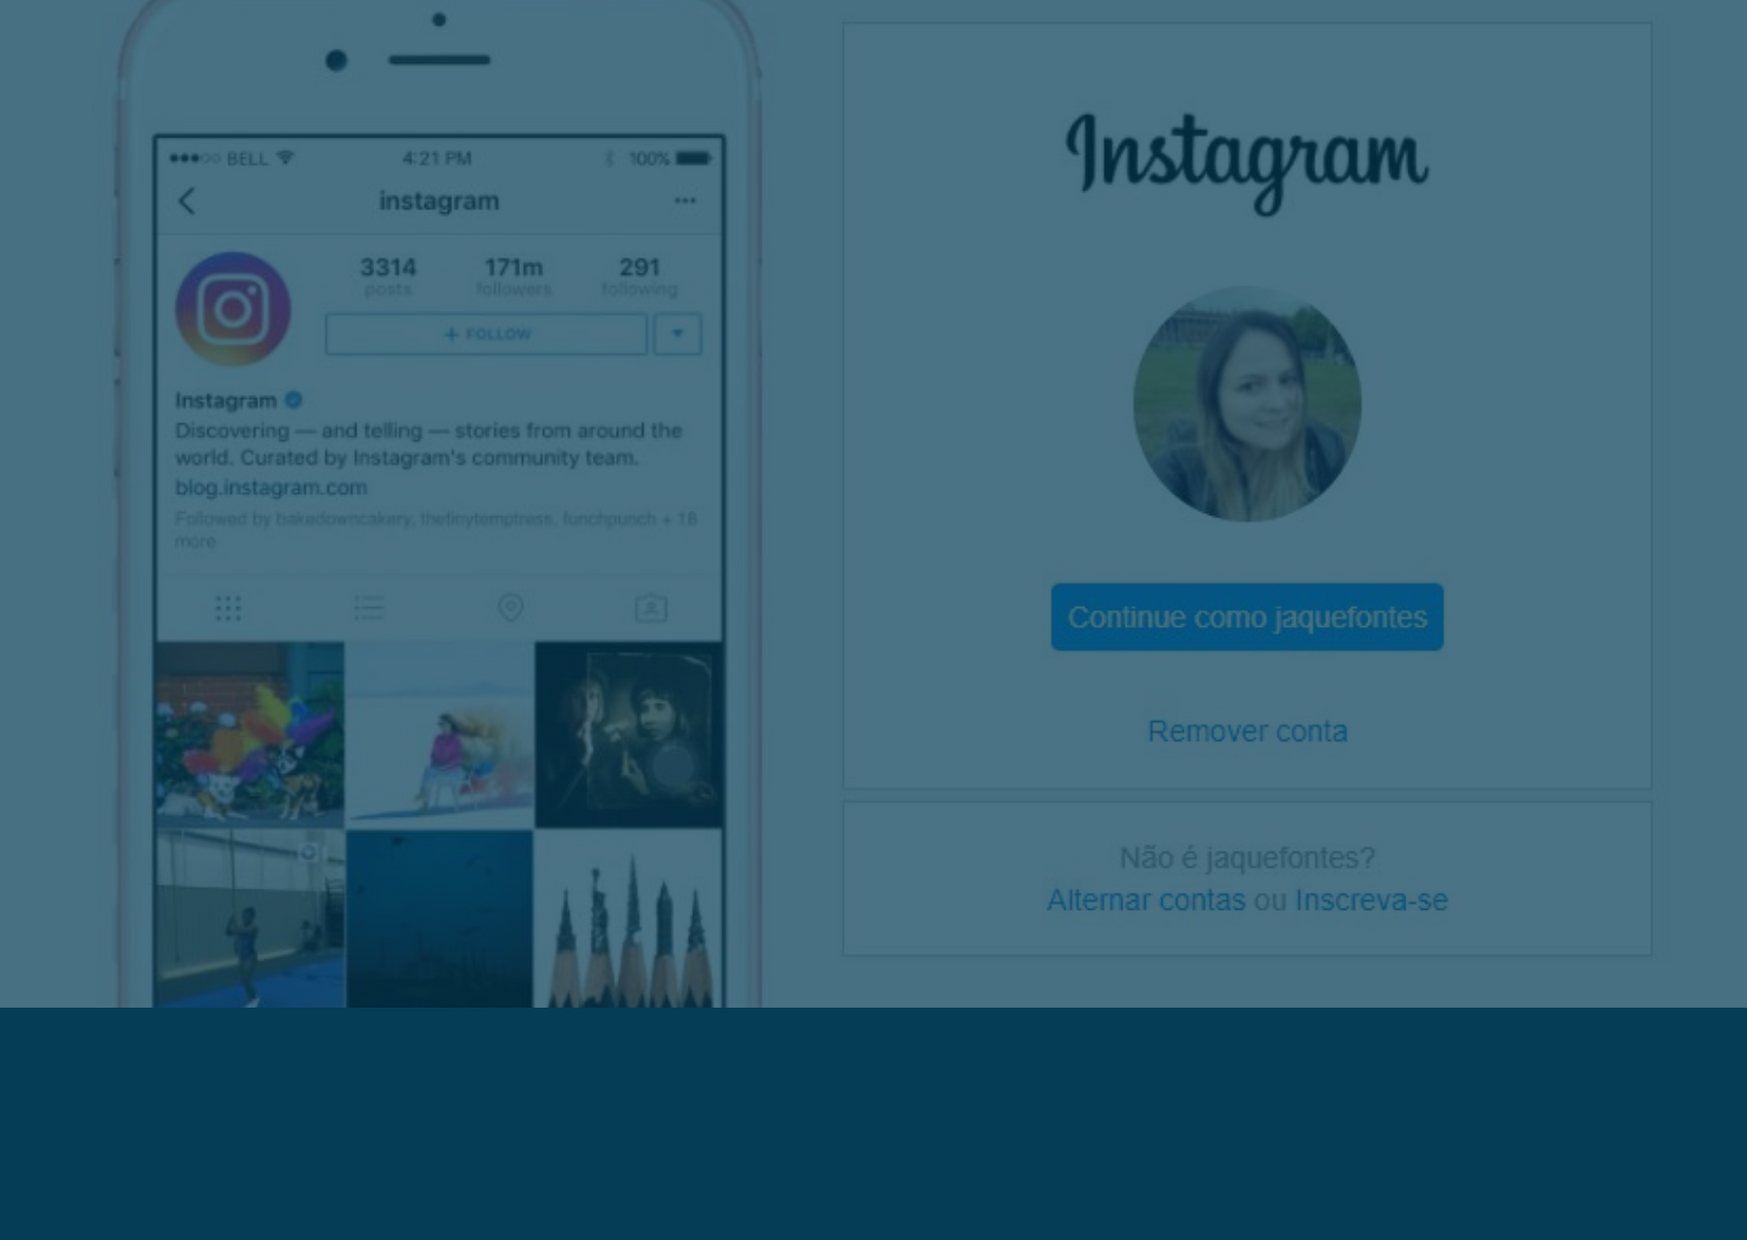 BELL 4:21 PM 100%
instagram
3314 171m 291
posts followers following
+ FOLLOW
Instagram
Discovering — and telling — stories from around the
world. Curated by Instagram's community team.
blog.instagram.com
Followed by bakedowncakery, thetinytemptress, lunchpunch + 18
more
Instagram
Continue como jaquefontes
Remover conta
Não é jaquefontes?
Alternar contas ou Inscreva-se